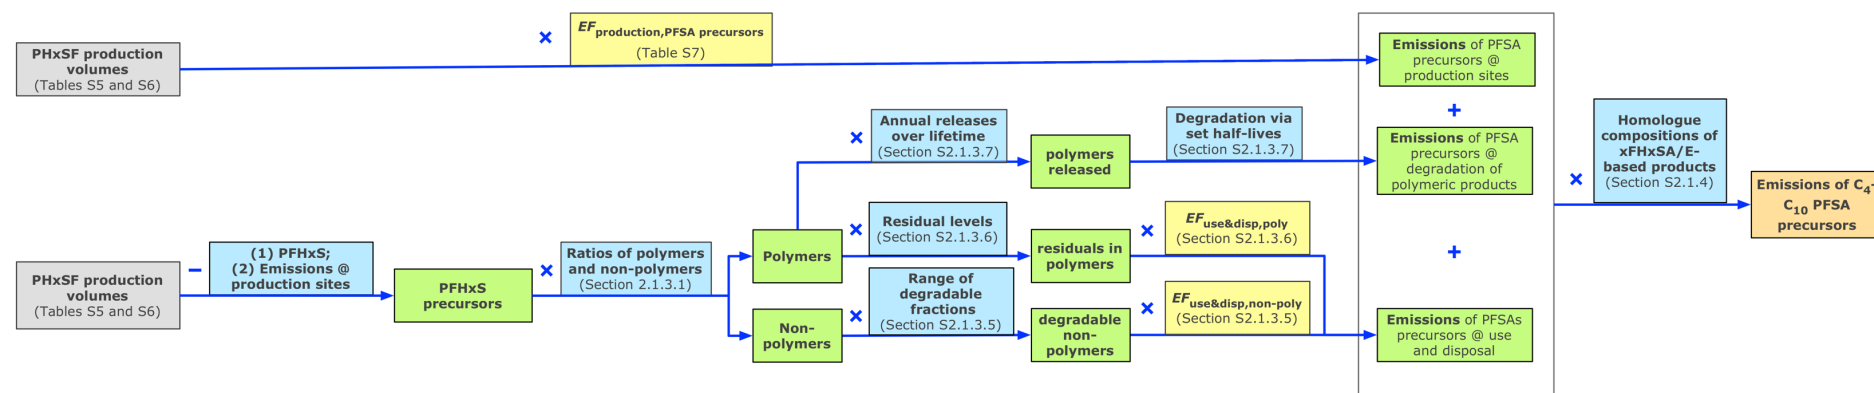 PHxSF production
volumes
(Tables S5 and S6)
×
EFproduction,PFSA precursors
(Table S7)
Emissions of PFSA
precursors @
production sites
+
PHxSF production
volumes
(Tables S5 and S6)
–
(1) PFHxS;
(2) Emissions @
production sites
PFHxS
precursors
×
Ratios of polymers
and non-polymers
(Section 2.1.3.1)
Polymers
Non-
polymers
×
Annual releases
over lifetime
(Section S2.1.3.7)
polymers
released
Degradation via
set half-lives
(Section S2.1.3.7)
Emissions of PFSA
precursors @
degradation of
polymeric products
+
×
Residual levels
(Section S2.1.3.6)
residuals in
polymers
×
EFuse&disp,poly
(Section S2.1.3.6)
×
Range of
degradable
fractions
(Section S2.1.3.5)
degradable
non-
polymers
×
EFuse&disp,non-poly
(Section S2.1.3.5)
Emissions of PFSAs
precursors @ use
and disposal
×
Homologue
compositions of
xFHxSA/E-
based products
(Section S2.1.4)
Emissions of C4-
C10 PFSA
precursors